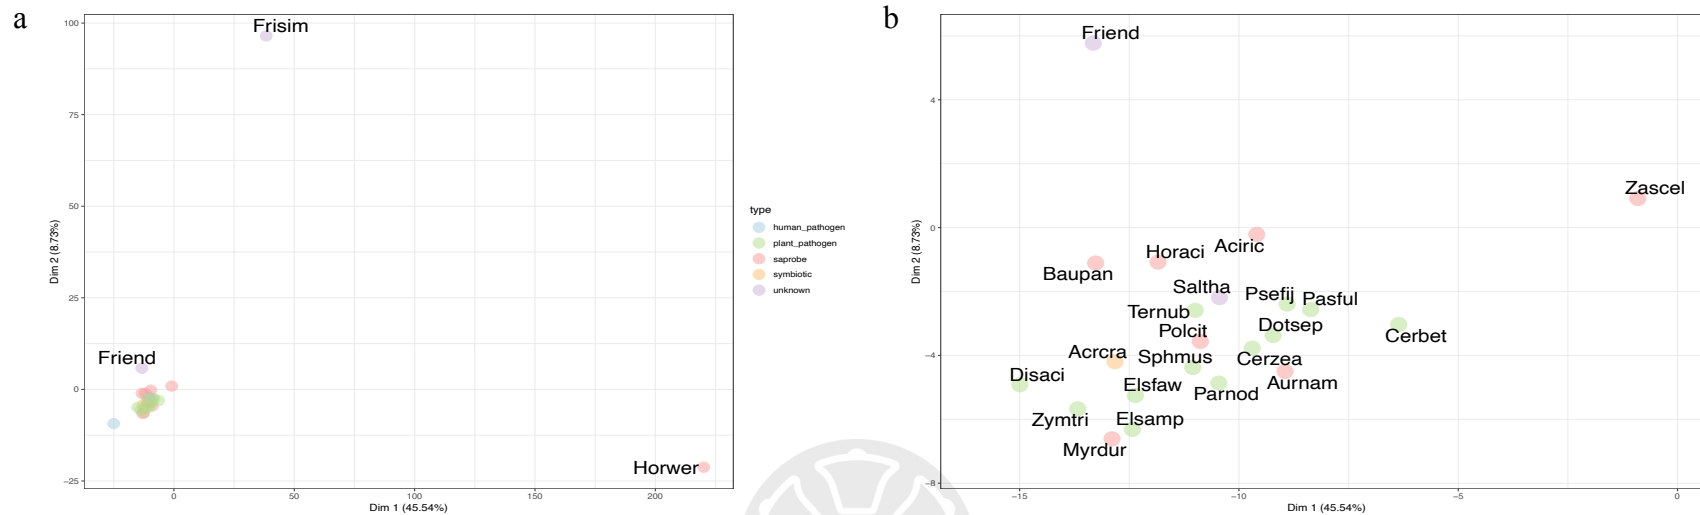 a
Frisim
Friend
Horwer
100
75
50
25
0
−25
0
50
100
150
200
Dim 1 (45.54%)
Dim 2 (8.73%)
type
human_pathogen
plant_pathogen
saprobe
symbiotic
unknown
b
Friend
Zascel
Aciric
Horaci
Baupan
Saltha
Psefij
Pasful
Ternub
Dotsep
Polcit
Cerbet
Acrcra
Sphmus
Cerzea
Disaci
Elsfaw
Aurnam
Parnod
Zymtri
Elsamp
Myrdur
4
0
−4
−8
−15
−10
−5
0
Dim 1 (45.54%)
Dim 2 (8.73%)